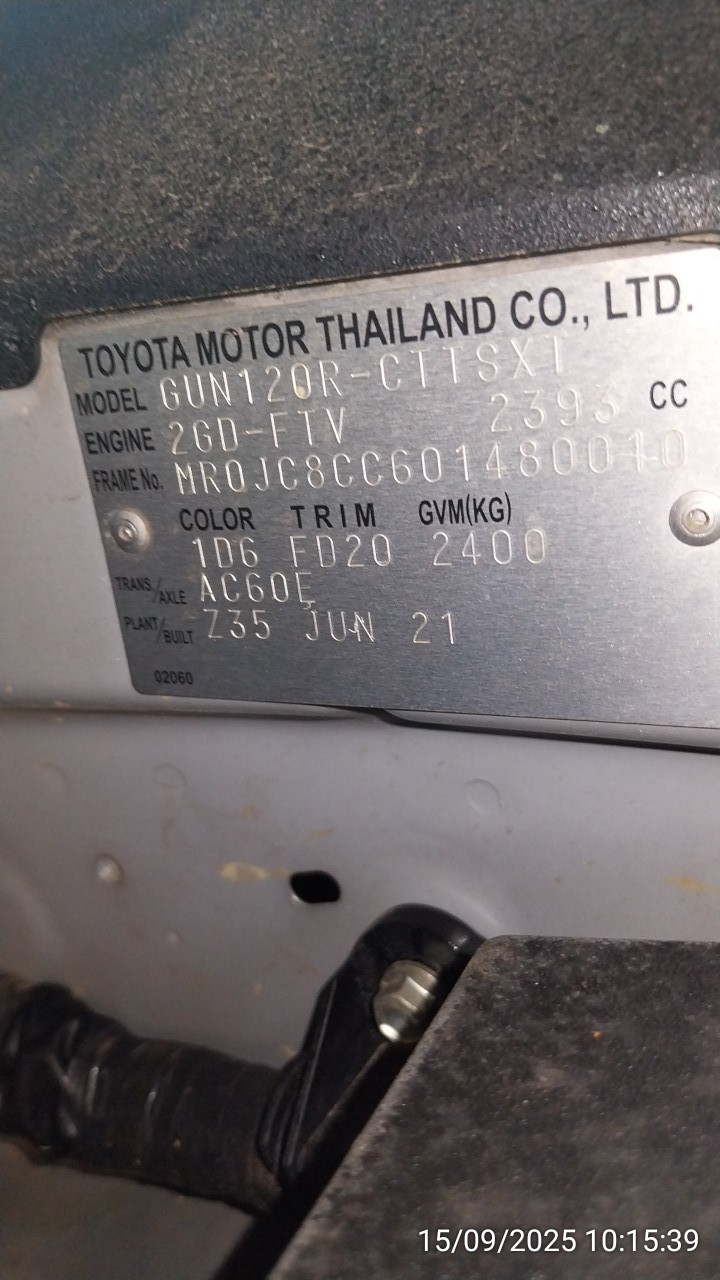 TOYOTA MOTOR THAILAND CO., LTD.
MODEL GUN120R-CTTSXT
ENGINE 2GD-FTV 2393 CC
FRAME No. MR0JC8CC601480010
COLOR TRIM GVM(KG)
1D6 FD20 2400
TRANS./AXLE AC60E
PLANT/BUILT Z35 JUN 21
02060
15/09/2025 10:15:39